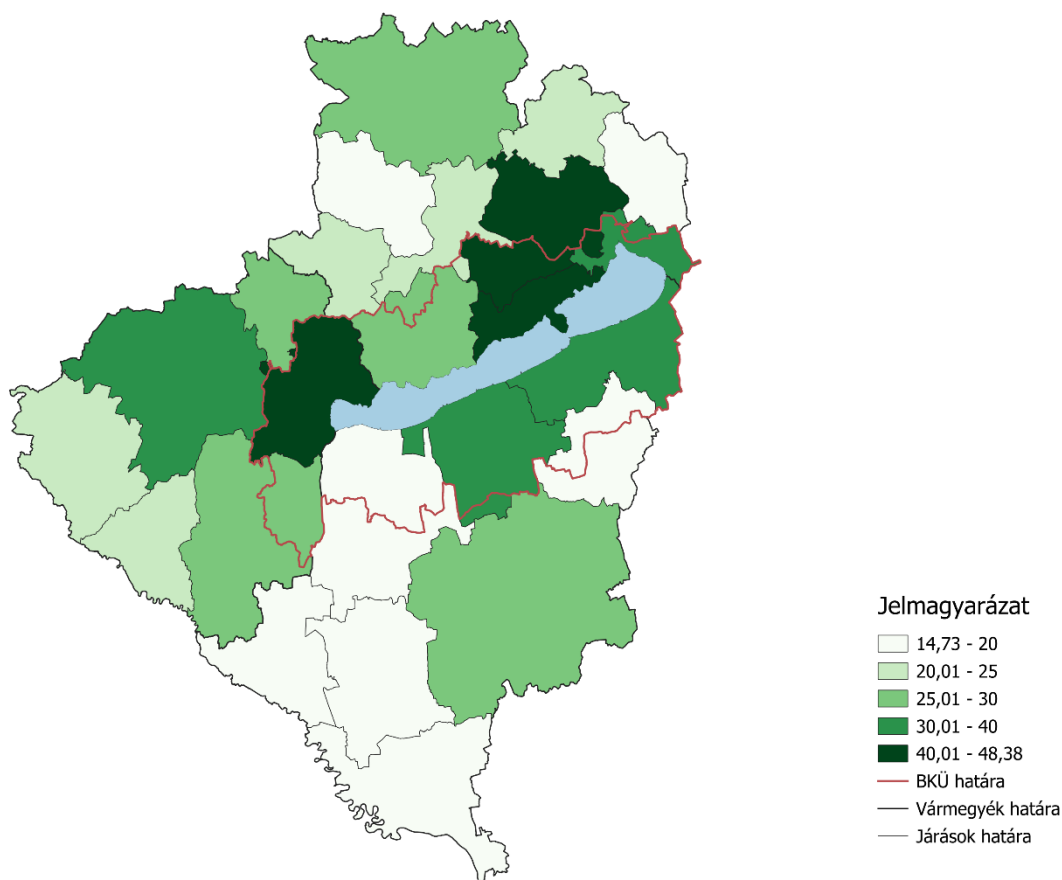 Jelmagyarázat
14,73 - 20
20,01 - 25
25,01 - 30
30,01 - 40
40,01 - 48,38
BKÜ határa
Vármegyék határa
Járások határa